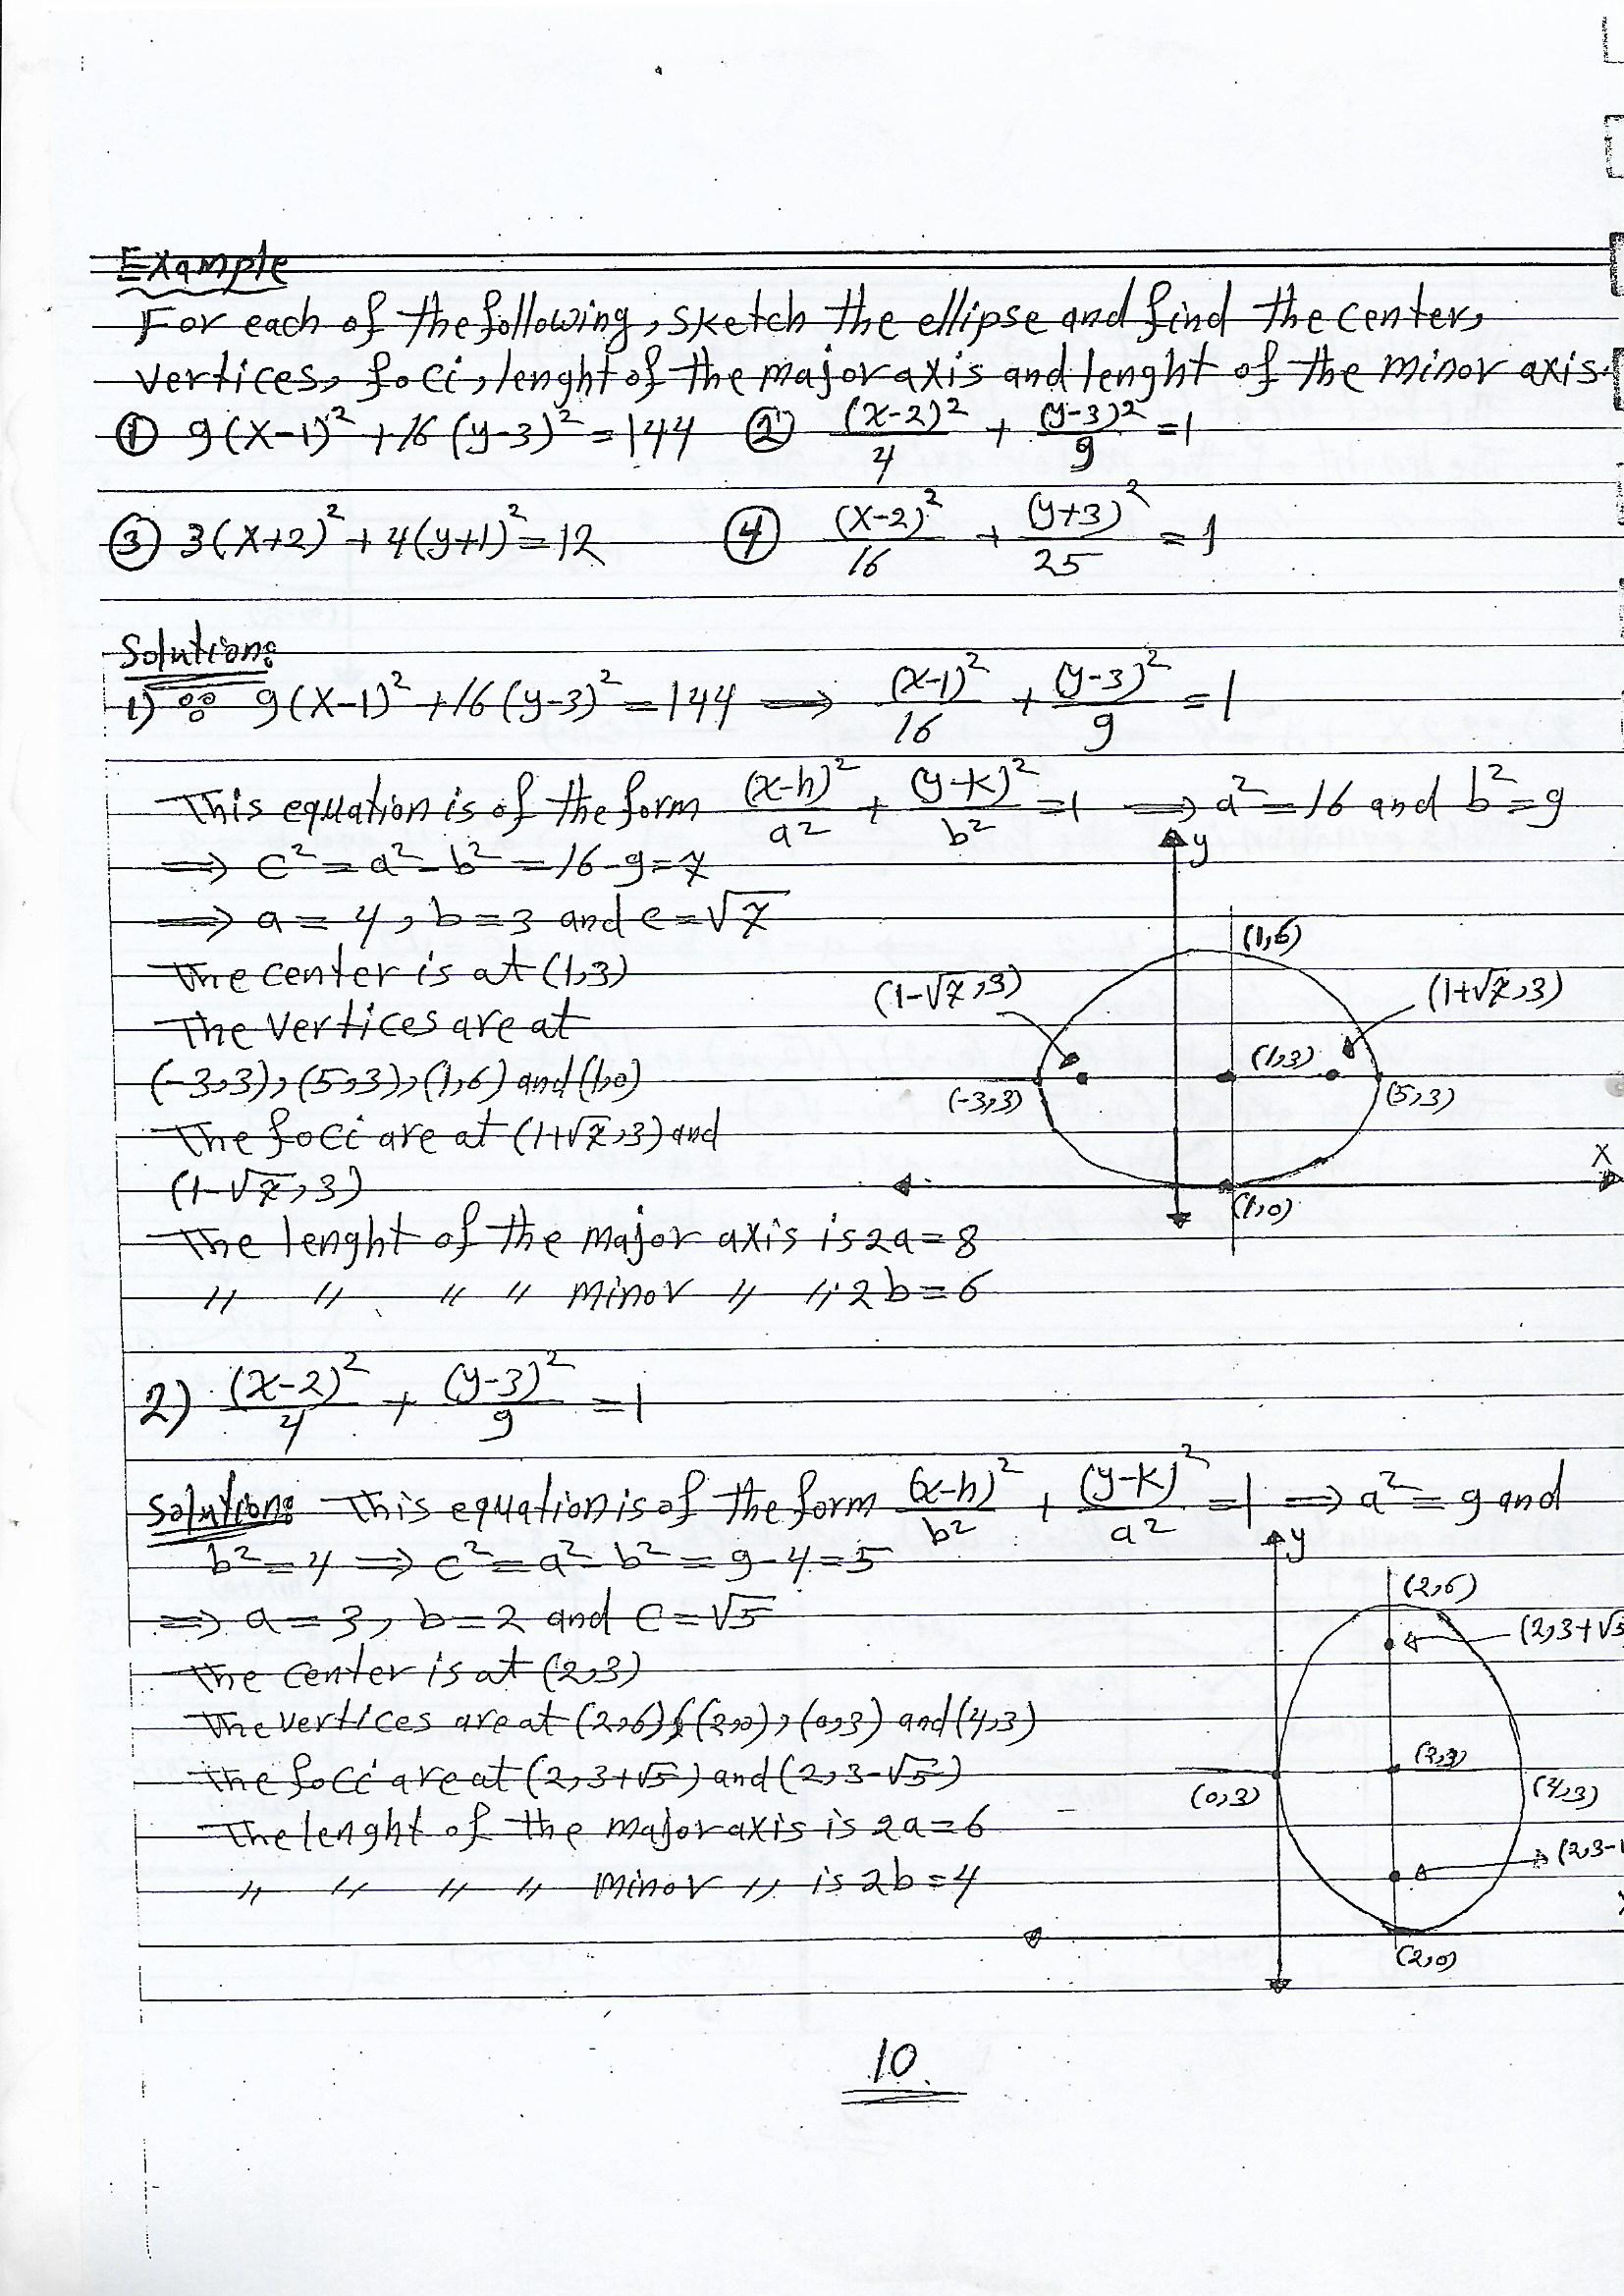 Example
For each of the following, sketch the ellipse and find the center,
vertices, foci, lenght of the major axis and lenght of the minor axis.
① 9(x-1)² + 16(y-3)² = 144 ② (x-2)²/4 + (y-3)²/9 = 1
③ 3(x+2)² + 4(y+1)² = 12 ④ (x-2)²/16 + (y+3)²/25 = 1
Solution:
1) ∵ 9(x-1)² + 16(y-3)² = 144 ⟹ (x-1)²/16 + (y-3)²/9 = 1
This equation is of the form (x-h)²/a² + (y-k)²/b² = 1 ⟹ a² = 16 and b² = 9
⟹ c² = a² - b² = 16-9 = 7
⟹ a = 4, b = 3 and c = √7
The center is at (1,3)
The vertices are at
(-3,3), (5,3), (1,6) and (1,0)
The foci are at (1+√7,3) and
(1-√7,3)
The lenght of the major axis is 2a = 8
〃 〃 〃 〃 minor 〃 〃 2b = 6
y
(1,6)
(1-√7,3) (1+√7,3)
(1,3)
(-3,3) (5,3)
x
(1,0)
2) (x-2)²/4 + (y-3)²/9 = 1
Solution: This equation is of the form (x-h)²/b² + (y-k)²/a² = 1 ⟹ a² = 9 and
b² = 4 ⟹ c² = a² - b² = 9-4 = 5
⟹ a = 3, b = 2 and c = √5
The center is at (2,3)
The vertices are at (2,6), (2,0), (0,3) and (4,3)
the foci are at (2,3+√5) and (2,3-√5)
The lenght of the major axis is 2a = 6
〃 〃 〃 〃 minor 〃 is 2b = 4
y
(2,6)
(2,3+√5
(2,3)
(0,3) (4,3)
(2,3-
(2,0)
10